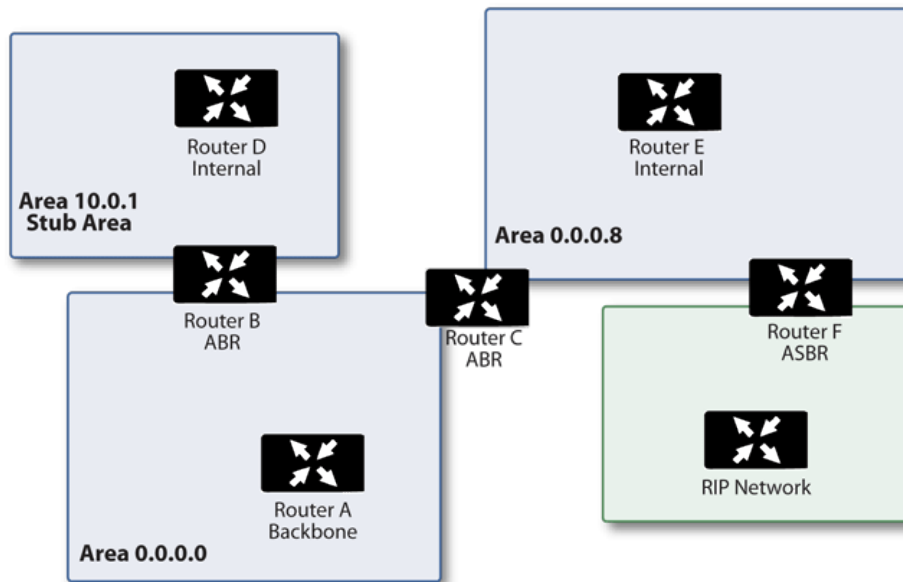 Router D
Internal
Area 10.0.1
Stub Area
Router E
Internal
Area 0.0.0.8
Router B
ABR
Router C
ABR
Router F
ASBR
Router A
Backbone
Area 0.0.0.0
RIP Network